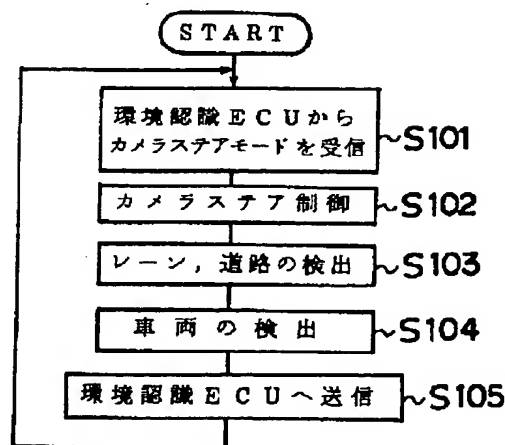 START
環境認識ECUから
カメラステアモードを受信
S101
カメラステア制御
S102
レーン,道路の検出
S103
車両の検出
S104
環境認識ECUへ送信
S105